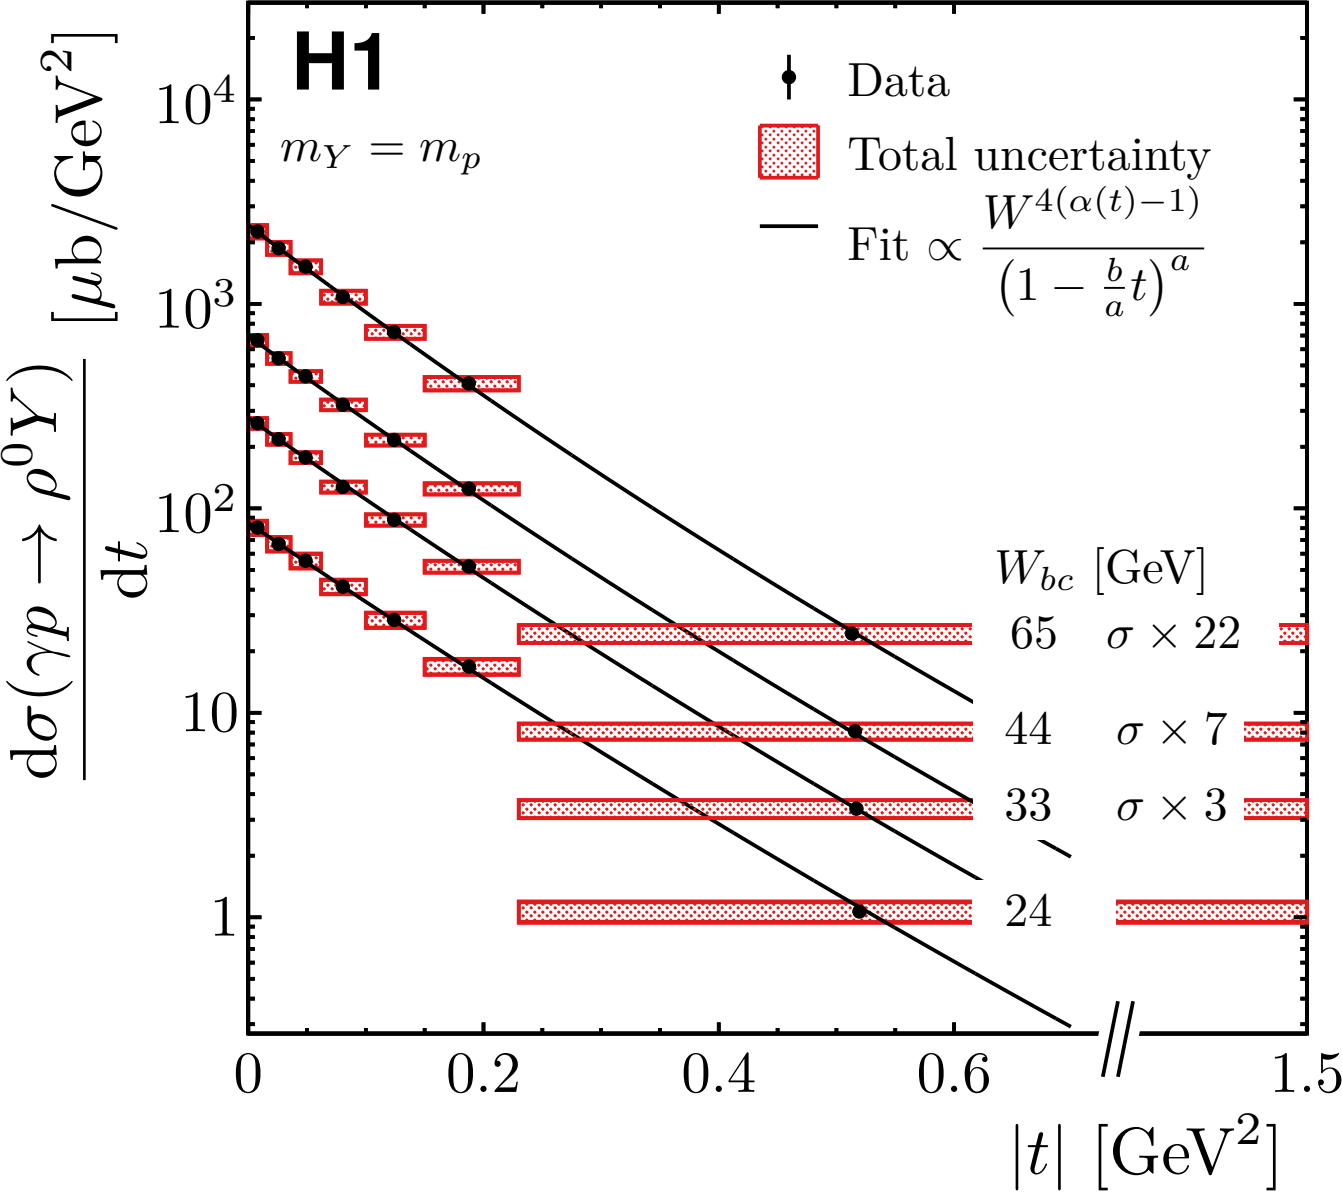 H1
m_Y = m_p
Data
Total uncertainty
Fit ∝ W^{4(α(t)−1)} / (1 − b/a t)^a
dσ(γp → ρ⁰Y) / dt [μb/GeV²]
10⁴
10³
10²
10
1
W_bc [GeV]
65 σ × 22
44 σ × 7
33 σ × 3
24
0 0.2 0.4 0.6 1.5
|t| [GeV²]